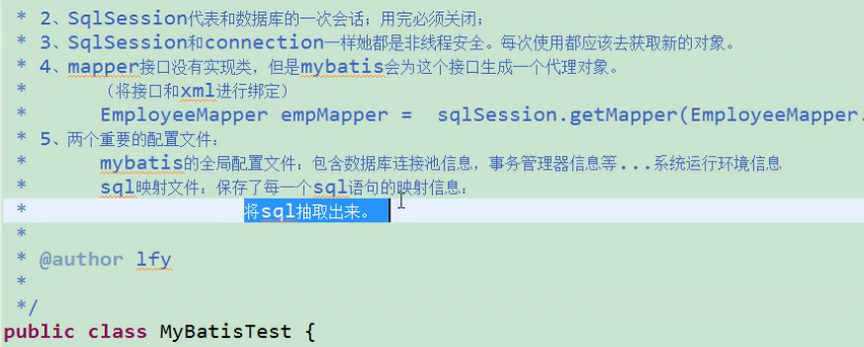 * 2、SqlSession代表和数据库的一次会话；用完必须关闭；
* 3、SqlSession和connection一样她都是非线程安全。每次使用都应该去获取新的对象。
* 4、mapper接口没有实现类，但是mybatis会为这个接口生成一个代理对象。
* （将接口和xml进行绑定）
* EmployeeMapper empMapper = sqlSession.getMapper(EmployeeMapper.
* 5、两个重要的配置文件：
* mybatis的全局配置文件：包含数据库连接池信息，事务管理器信息等...系统运行环境信息
* sql映射文件：保存了每一个sql语句的映射信息：
* 将sql抽取出来。
*
* @author lfy
*
*/
public class MyBatisTest {